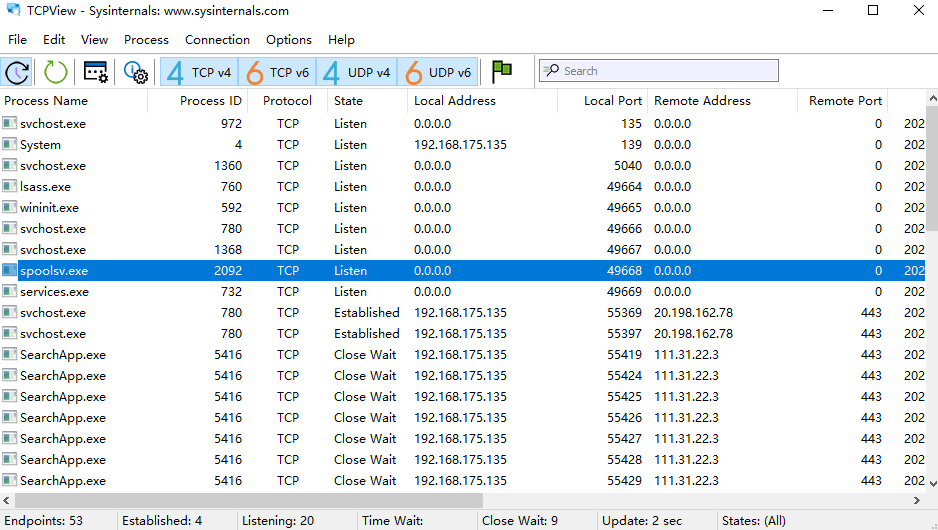 TCPView - Sysinternals: www.sysinternals.com
File Edit View Process Connection Options Help
4 TCP v4 6 TCP v6 4 UDP v4 6 UDP v6 Search
Process Name Process ID Protocol State Local Address Local Port Remote Address Remote Port
svchost.exe 972 TCP Listen 0.0.0.0 135 0.0.0.0 0 202
System 4 TCP Listen 192.168.175.135 139 0.0.0.0 0 202
svchost.exe 1360 TCP Listen 0.0.0.0 5040 0.0.0.0 0 202
lsass.exe 760 TCP Listen 0.0.0.0 49664 0.0.0.0 0 202
wininit.exe 592 TCP Listen 0.0.0.0 49665 0.0.0.0 0 202
svchost.exe 780 TCP Listen 0.0.0.0 49666 0.0.0.0 0 202
svchost.exe 1368 TCP Listen 0.0.0.0 49667 0.0.0.0 0 202
spoolsv.exe 2092 TCP Listen 0.0.0.0 49668 0.0.0.0 0 202
services.exe 732 TCP Listen 0.0.0.0 49669 0.0.0.0 0 202
svchost.exe 780 TCP Established 192.168.175.135 55369 20.198.162.78 443 202
svchost.exe 780 TCP Established 192.168.175.135 55397 20.198.162.78 443 202
SearchApp.exe 5416 TCP Close Wait 192.168.175.135 55419 111.31.22.3 443 202
SearchApp.exe 5416 TCP Close Wait 192.168.175.135 55424 111.31.22.3 443 202
SearchApp.exe 5416 TCP Close Wait 192.168.175.135 55425 111.31.22.3 443 202
SearchApp.exe 5416 TCP Close Wait 192.168.175.135 55426 111.31.22.3 443 202
SearchApp.exe 5416 TCP Close Wait 192.168.175.135 55427 111.31.22.3 443 202
SearchApp.exe 5416 TCP Close Wait 192.168.175.135 55428 111.31.22.3 443 202
SearchApp.exe 5416 TCP Close Wait 192.168.175.135 55429 111.31.22.3 443 202
Endpoints: 53 Established: 4 Listening: 20 Time Wait: Close Wait: 9 Update: 2 sec States: (All)